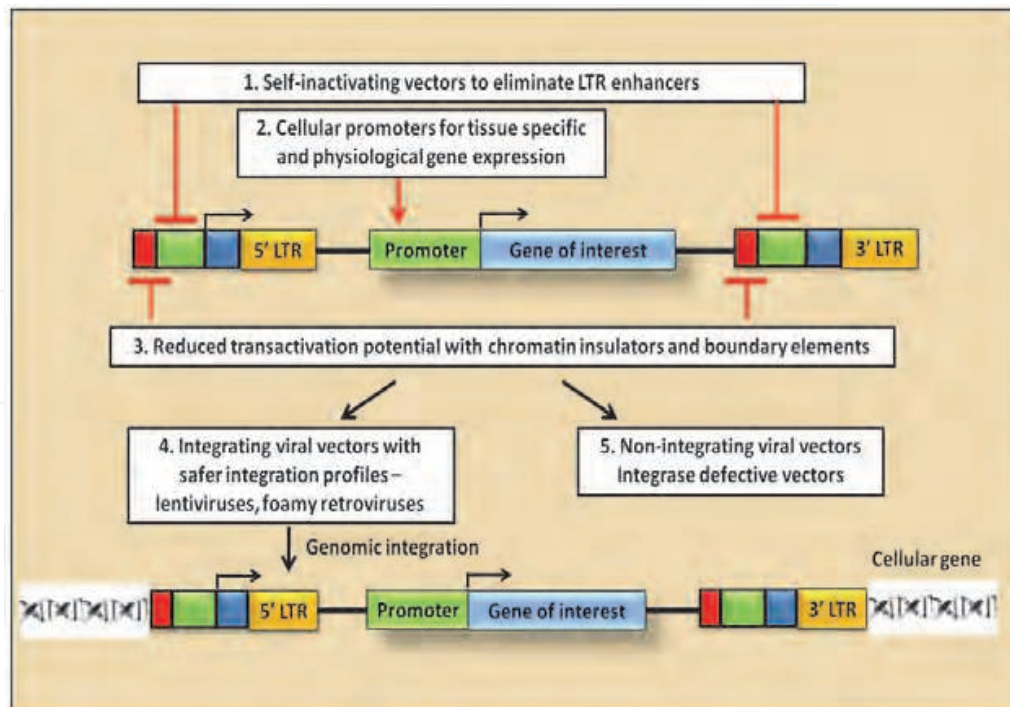 1. Self-inactivating vectors to eliminate LTR enhancers
2. Cellular promoters for tissue specific
and physiological gene expression
5' LTR
Promoter
Gene of interest
3' LTR
3. Reduced transactivation potential with chromatin insulators and boundary elements
4. Integrating viral vectors with
safer integration profiles –
lentiviruses, foamy retroviruses
5. Non-integrating viral vectors
Integrase defective vectors
Genomic integration
Cellular gene
5' LTR
Promoter
Gene of interest
3' LTR